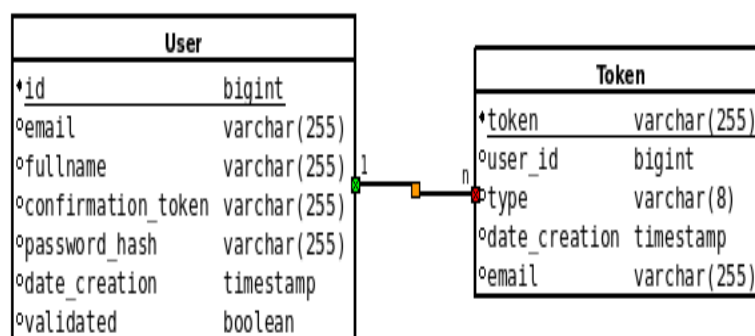 User
id bigint
email varchar(255)
fullname varchar(255)
confirmation_token varchar(255)
password_hash varchar(255)
date_creation timestamp
validated boolean
1
n
Token
token varchar(255)
user_id bigint
type varchar(8)
date_creation timestamp
email varchar(255)